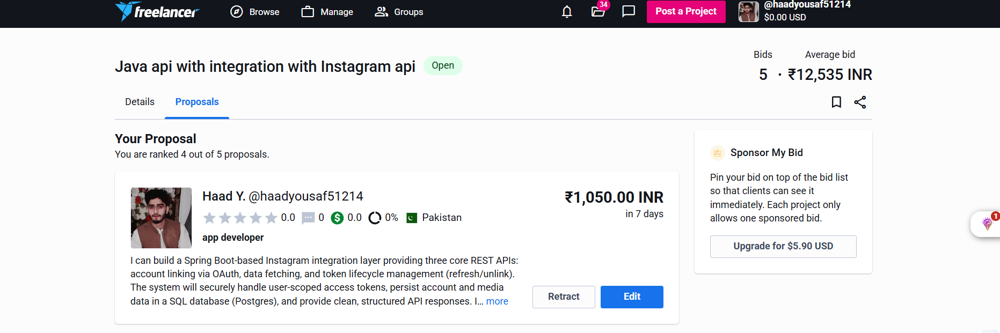 freelancer
Browse
Manage
Groups
34
Post a Project
@haadyousaf51214
$0.00 USD
Java api with integration with Instagram api
Open
Bids
Average bid
5 · ₹12,535 INR
Details
Proposals
Your Proposal
You are ranked 4 out of 5 proposals.
Haad Y. @haadyousaf51214
0.0
0
0.0
0%
Pakistan
app developer
₹1,050.00 INR
in 7 days
I can build a Spring Boot-based Instagram integration layer providing three core REST APIs:
account linking via OAuth, data fetching, and token lifecycle management (refresh/unlink).
The system will securely handle user-scoped access tokens, persist account and media
data in a SQL database (Postgres), and provide clean, structured API responses. I... more
Retract
Edit
Sponsor My Bid
Pin your bid on top of the bid list
so that clients can see it
immediately. Each project only
allows one sponsored bid.
Upgrade for $5.90 USD
1